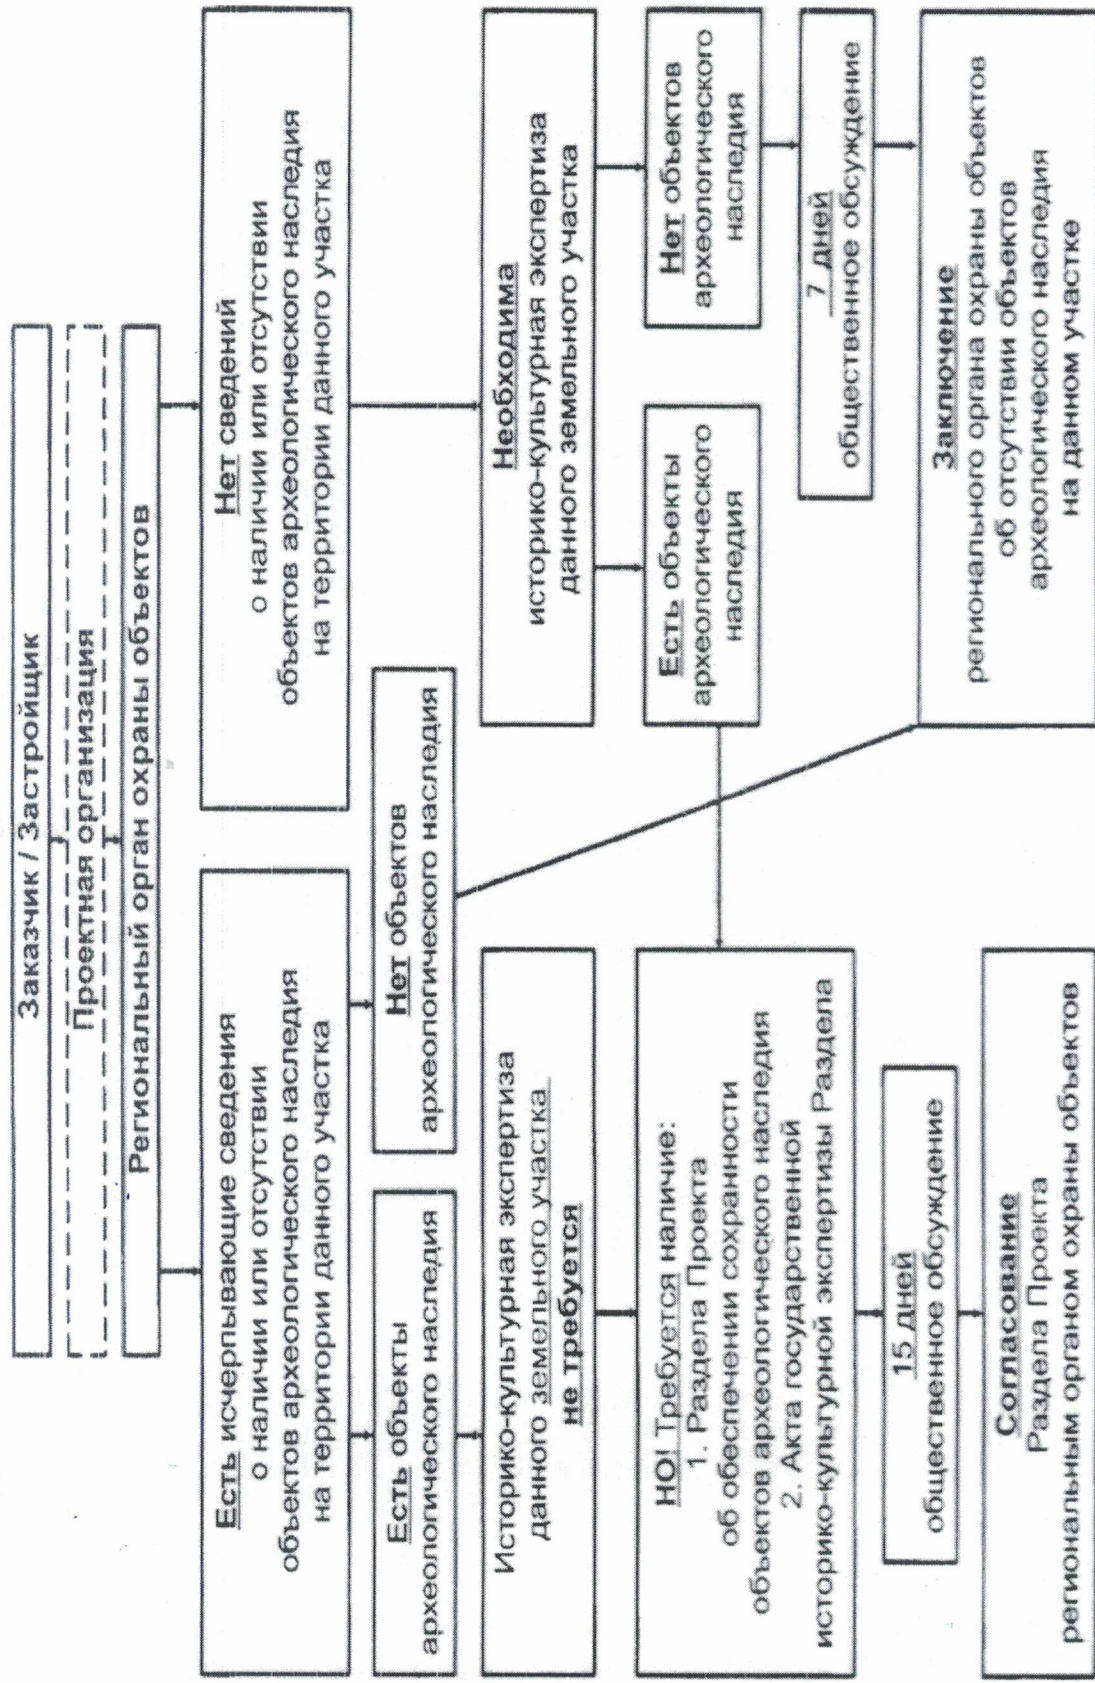 Заказчик / Застройщик
Проектная организация
Региональный орган охраны объектов
Есть исчерпывающие сведения
о наличии или отсутствии
объектов археологического наследия
на территории данного участка
Нет сведений
о наличии или отсутствии
объектов археологического наследия
на территории данного участка
Есть объекты
археологического наследия
Нет объектов
археологического наследия
Историко-культурная экспертиза
данного земельного участка
не требуется
Необходима
историко-культурная экспертиза
данного земельного участка
НО! Требуется наличие:
1. Раздела Проекта
об обеспечении сохранности
объектов археологического наследия
2. Акта государственной
историко-культурной экспертизы Раздела
Есть объекты
археологического
наследия
Нет объектов
археологического
наследия
15 дней
общественное обсуждение
7 дней
общественное обсуждение
Согласование
Раздела Проекта
региональным органом охраны объектов
Заключение
регионального органа охраны объектов
об отсутствии объектов
археологического наследия
на данном участке